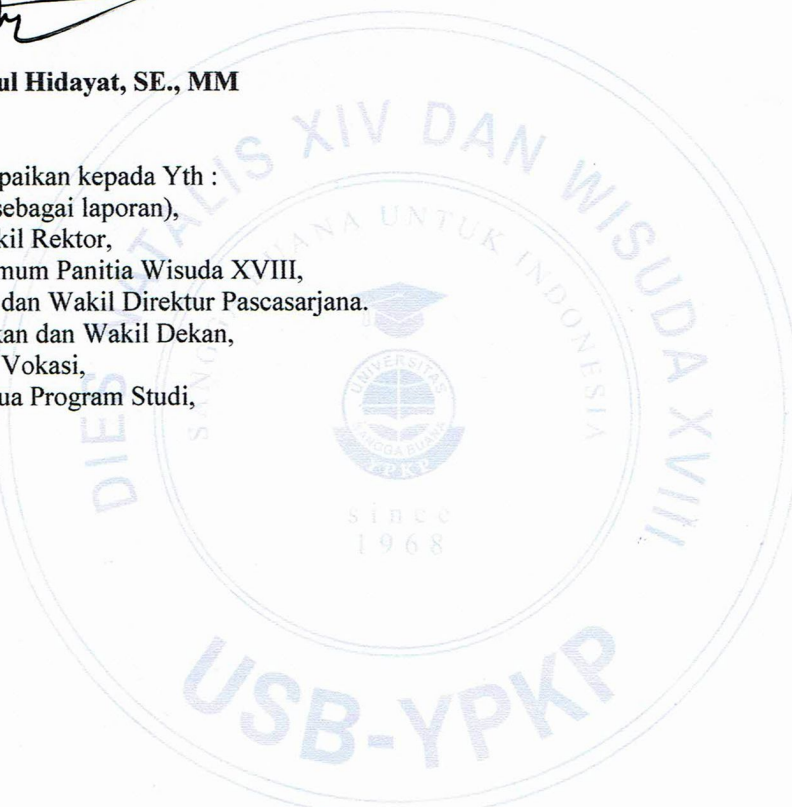 ul Hidayat, SE., MM
paikan kepada Yth :
sebagai laporan),
kil Rektor,
mum Panitia Wisuda XVIII,
dan Wakil Direktur Pascasarjana.
kan dan Wakil Dekan,
Vokasi,
ua Program Studi,
DIES NATALIS XIV DAN WISUDA XVIII
SANGGA BUANA UNTUK INDONESIA
UNIVERSITAS
SANGGA BUANA
YPKP
since
1968
USB-YPKP